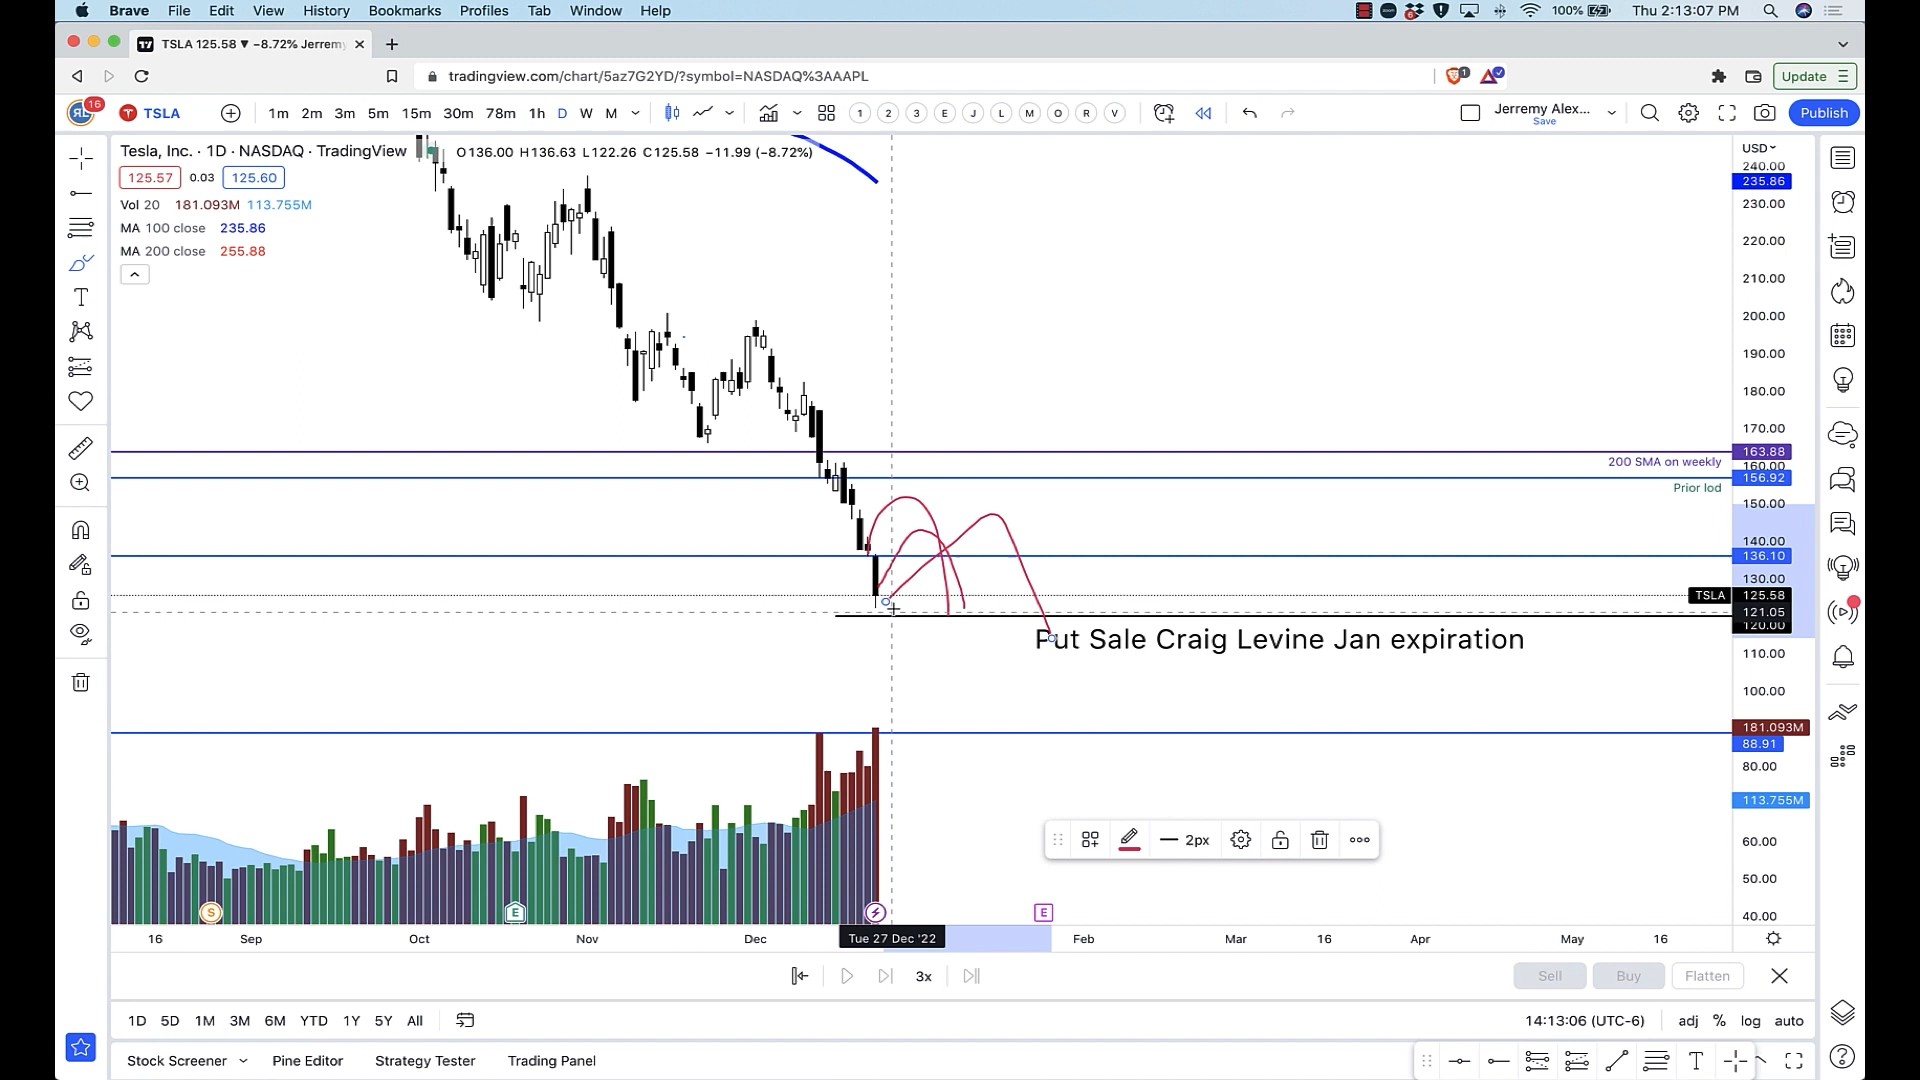 Brave File Edit View History Bookmarks Profiles Tab Window Help
6 100% Thu 2:13:07 PM
TSLA 125.58 ▼ −8.72% Jerremy
tradingview.com/chart/5az7G2YD/?symbol=NASDAQ%3AAAPL
1 Update
16 TSLA 1m 2m 3m 5m 15m 30m 78m 1h D W M 1 2 3 E J L M O R V
Jerremy Alex... Save Publish
Tesla, Inc. · 1D · NASDAQ · TradingView O136.00 H136.63 L122.26 C125.58 −11.99 (−8.72%)
125.57 0.03 125.60
Vol 20 181.093M 113.755M
MA 100 close 235.86
MA 200 close 255.88
USD
240.00
235.86
230.00
220.00
210.00
200.00
190.00
180.00
170.00
163.88
200 SMA on weekly 160.00
156.92
Prior lod
150.00
140.00
136.10
130.00
TSLA 125.58
121.05
120.00
Put Sale Craig Levine Jan expiration
110.00
100.00
181.093M
88.91
80.00
113.755M
60.00
50.00
40.00
2px
S E E
16 Sep Oct Nov Dec Tue 27 Dec '22 Feb Mar 16 Apr May 16
3x Sell Buy Flatten
1D 5D 1M 3M 6M YTD 1Y 5Y All 14:13:06 (UTC-6) adj % log auto
Stock Screener Pine Editor Strategy Tester Trading Panel